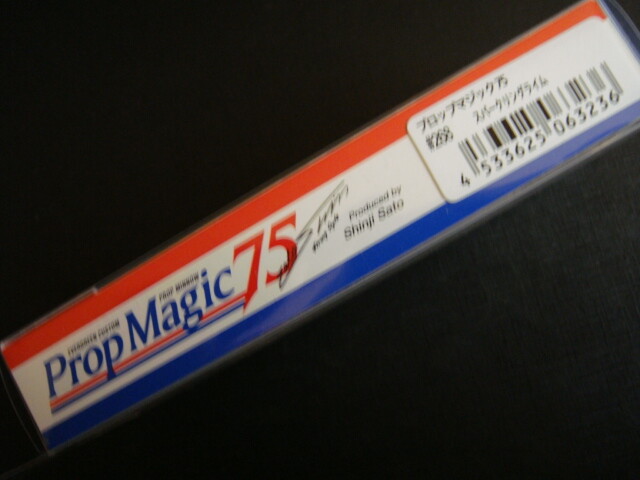 EVERGREEN CUSTOM PROP MINNOW
Prop Magic 75
Produced by
Shinji Sato
プロップマジック75
#266 スパークリングライム
4 533625 063236